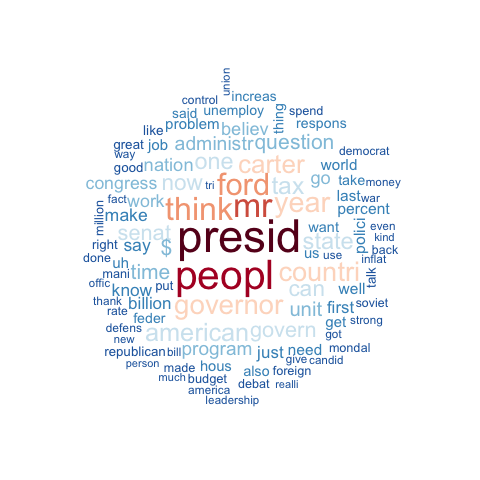 union
control increas
said unemploy thing spend
like problem believ respons
great job administr question
way democrat
good nation one carter world
congress now tri ford tax go take money
fact work think mr year last war
million make percent
senat presid state polici even
right say $ want kind
done uh us use back
mani time peopl countri inflat
offic put can well talk
thank know billion governor unit first soviet
rate feder get strong
defens american govern got
new mondal
republican bill program just need
person made hous also give candid
much budget debat foreign
america realli
leadership